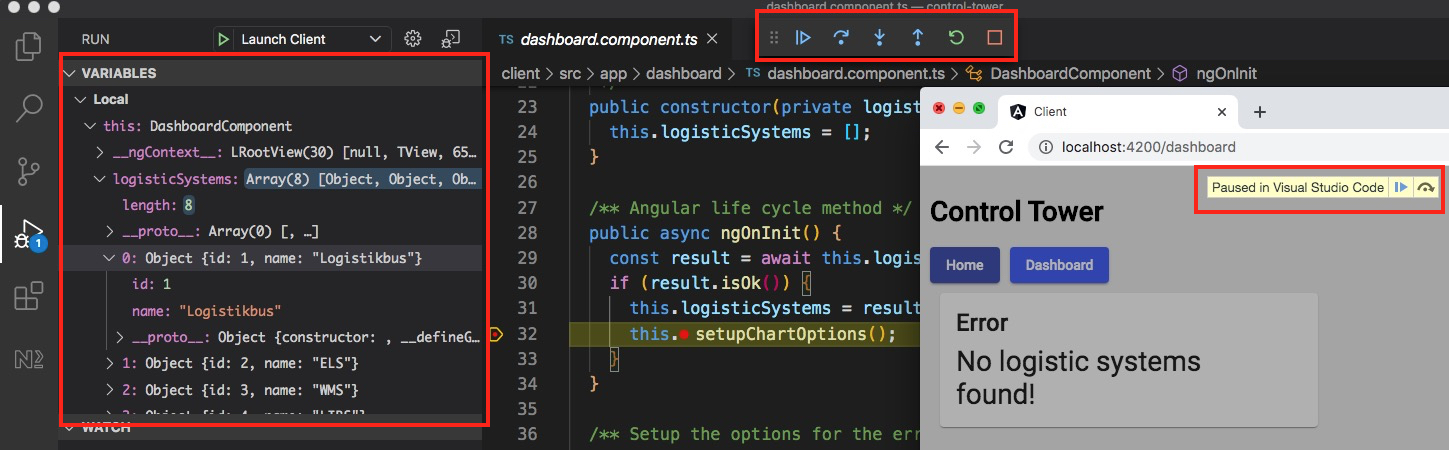 dashboard.component.ts — control-tower
RUN
Launch Client
VARIABLES
Local
this: DashboardComponent
__ngContext__: LRootView(30) [null, TView, 65…
logisticSystems: Array(8) [Object, Object, Ob…
length: 8
__proto__: Array(0) [, …]
0: Object {id: 1, name: "Logistikbus"}
id: 1
name: "Logistikbus"
__proto__: Object {constructor: , __defineG…
1: Object {id: 2, name: "ELS"}
2: Object {id: 3, name: "WMS"}
WATCH
1
TS dashboard.component.ts
client > src > app > dashboard > TS dashboard.component.ts > DashboardComponent > ngOnInit
23 public constructor(private logist
24 this.logisticSystems = [];
25 }
26
27 /** Angular life cycle method */
28 public async ngOnInit() {
29 const result = await this.logis
30 if (result.isOk()) {
31 this.logisticSystems = result
32 this. setupChartOptions();
33 }
34 }
35
36 /** Setup the options for the err
Client
localhost:4200/dashboard
Paused in Visual Studio Code
Control Tower
Home
Dashboard
Error
No logistic systems
found!